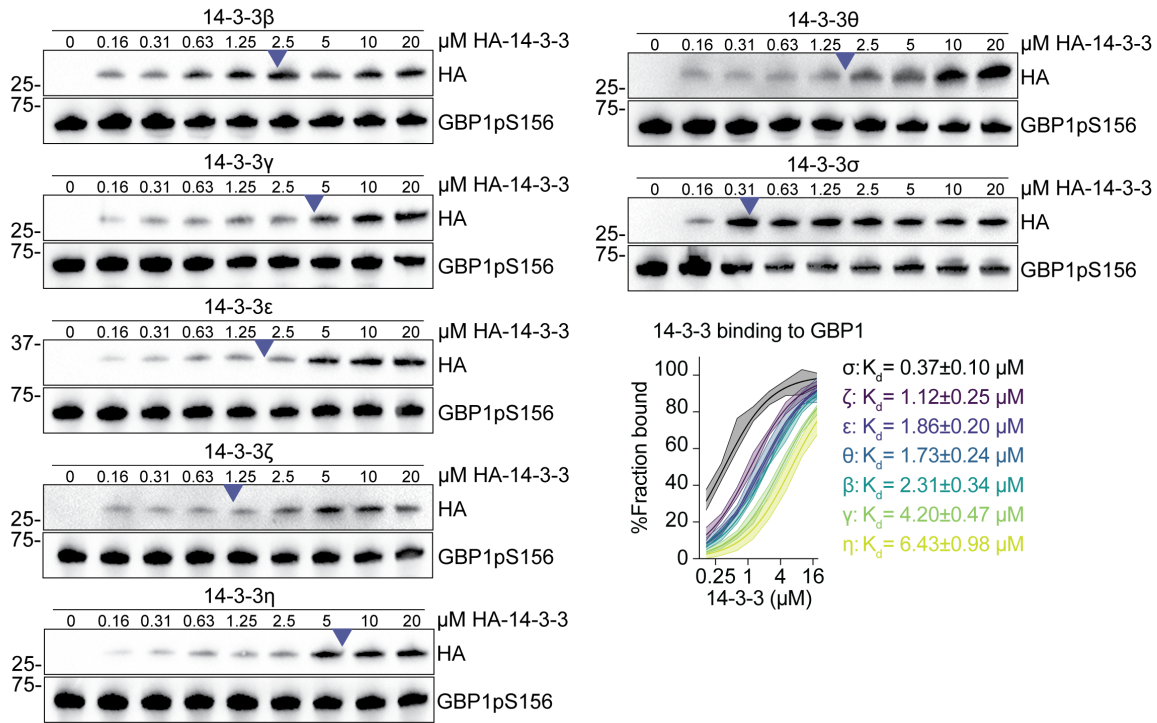 14-3-3β
0 0.16 0.31 0.63 1.25 2.5 5 10 20 μM HA-14-3-3
HA
25-
75-
GBP1pS156
14-3-3γ
0 0.16 0.31 0.63 1.25 2.5 5 10 20 μM HA-14-3-3
HA
25-
75-
GBP1pS156
14-3-3ε
0 0.16 0.31 0.63 1.25 2.5 5 10 20 μM HA-14-3-3
37-
HA
75-
GBP1pS156
14-3-3ζ
0 0.16 0.31 0.63 1.25 2.5 5 10 20 μM HA-14-3-3
HA
25-
75-
GBP1pS156
14-3-3η
0 0.16 0.31 0.63 1.25 2.5 5 10 20 μM HA-14-3-3
HA
25-
75-
GBP1pS156
14-3-3θ
0 0.16 0.31 0.63 1.25 2.5 5 10 20 μM HA-14-3-3
HA
25-
75-
GBP1pS156
14-3-3σ
0 0.16 0.31 0.63 1.25 2.5 5 10 20 μM HA-14-3-3
HA
25-
75-
GBP1pS156
14-3-3 binding to GBP1
%Fraction bound
100
80
60
40
20
0
0.25 1 4 16
14-3-3 (μM)
σ: Kd= 0.37±0.10 μM
ζ: Kd= 1.12±0.25 μM
ε: Kd= 1.86±0.20 μM
θ: Kd= 1.73±0.24 μM
β: Kd= 2.31±0.34 μM
γ: Kd= 4.20±0.47 μM
η: Kd= 6.43±0.98 μM